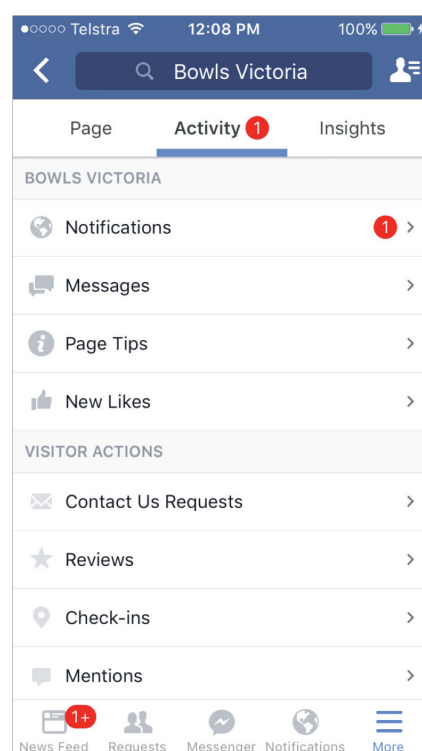 Telstra 12:08 PM 100%
Bowls Victoria
Page Activity 1 Insights
BOWLS VICTORIA
Notifications 1
Messages
Page Tips
New Likes
VISITOR ACTIONS
Contact Us Requests
Reviews
Check-ins
Mentions
1+
News Feed Requests Messenger Notifications More